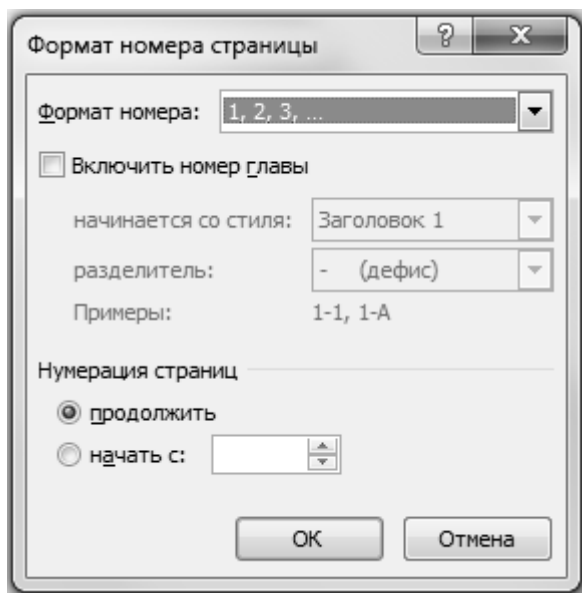 Формат номера страницы
Формат номера: 1, 2, 3, ...
Включить номер главы
начинается со стиля: Заголовок 1
разделитель: - (дефис)
Примеры: 1-1, 1-A
Нумерация страниц
продолжить
начать с:
ОК Отмена